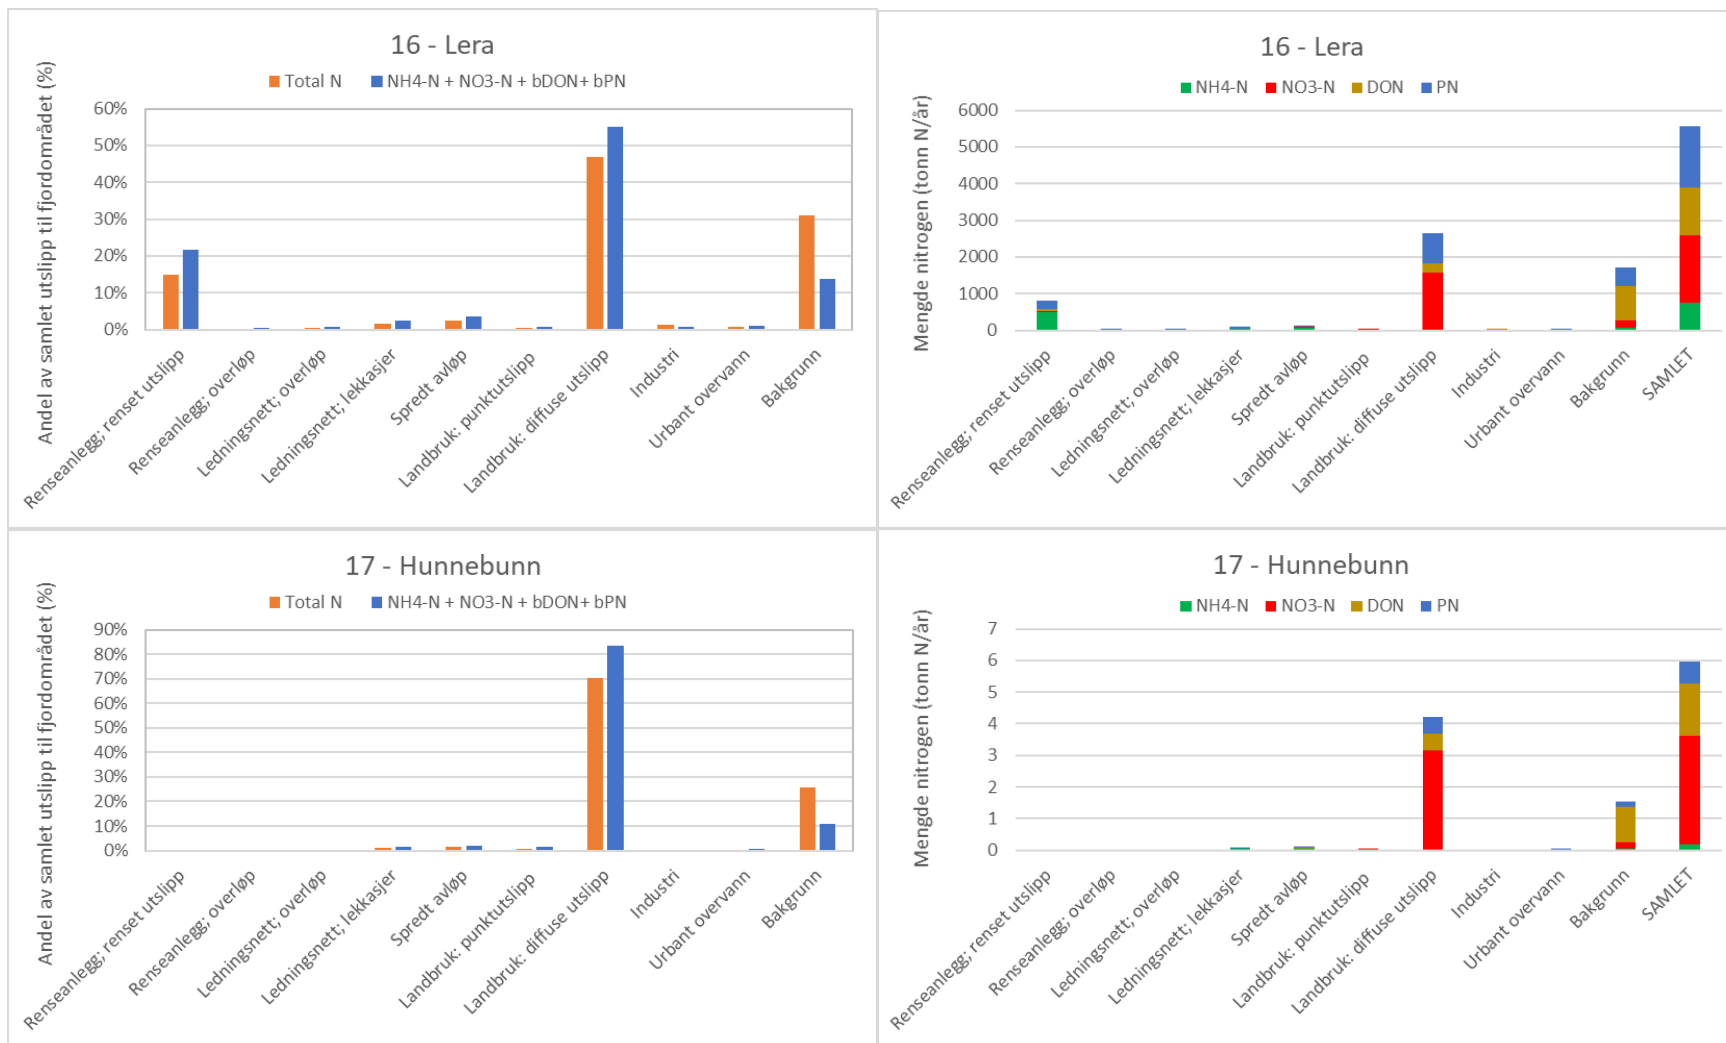 16 - Lera
Total N
NH4-N + NO3-N + bDON+ bPN
Andel av samlet utslipp til fjordområdet (%)
60%
50%
40%
30%
20%
10%
0%
Renseanlegg; renset utslipp
Renseanlegg; overløp
Ledningsnett; overløp
Ledningsnett; lekkasjer
Spredt avløp
Landbruk: punktutslipp
Landbruk: diffuse utslipp
Industri
Urbant overvann
Bakgrunn
16 - Lera
NH4-N
NO3-N
DON
PN
Mengde nitrogen (tonn N/år)
6000
5000
4000
3000
2000
1000
0
Renseanlegg; renset utslipp
Renseanlegg; overløp
Ledningsnett; overløp
Ledningsnett; lekkasjer
Spredt avløp
Landbruk: punktutslipp
Landbruk: diffuse utslipp
Industri
Urbant overvann
Bakgrunn
SAMLET
17 - Hunnebunn
Total N
NH4-N + NO3-N + bDON+ bPN
Andel av samlet utslipp til fjordområdet (%)
90%
80%
70%
60%
50%
40%
30%
20%
10%
0%
Renseanlegg; renset utslipp
Renseanlegg; overløp
Ledningsnett; overløp
Ledningsnett; lekkasjer
Spredt avløp
Landbruk: punktutslipp
Landbruk: diffuse utslipp
Industri
Urbant overvann
Bakgrunn
17 - Hunnebunn
NH4-N
NO3-N
DON
PN
Mengde nitrogen (tonn N/år)
7
6
5
4
3
2
1
0
Renseanlegg; renset utslipp
Renseanlegg; overløp
Ledningsnett; overløp
Ledningsnett; lekkasjer
Spredt avløp
Landbruk: punktutslipp
Landbruk: diffuse utslipp
Industri
Urbant overvann
Bakgrunn
SAMLET